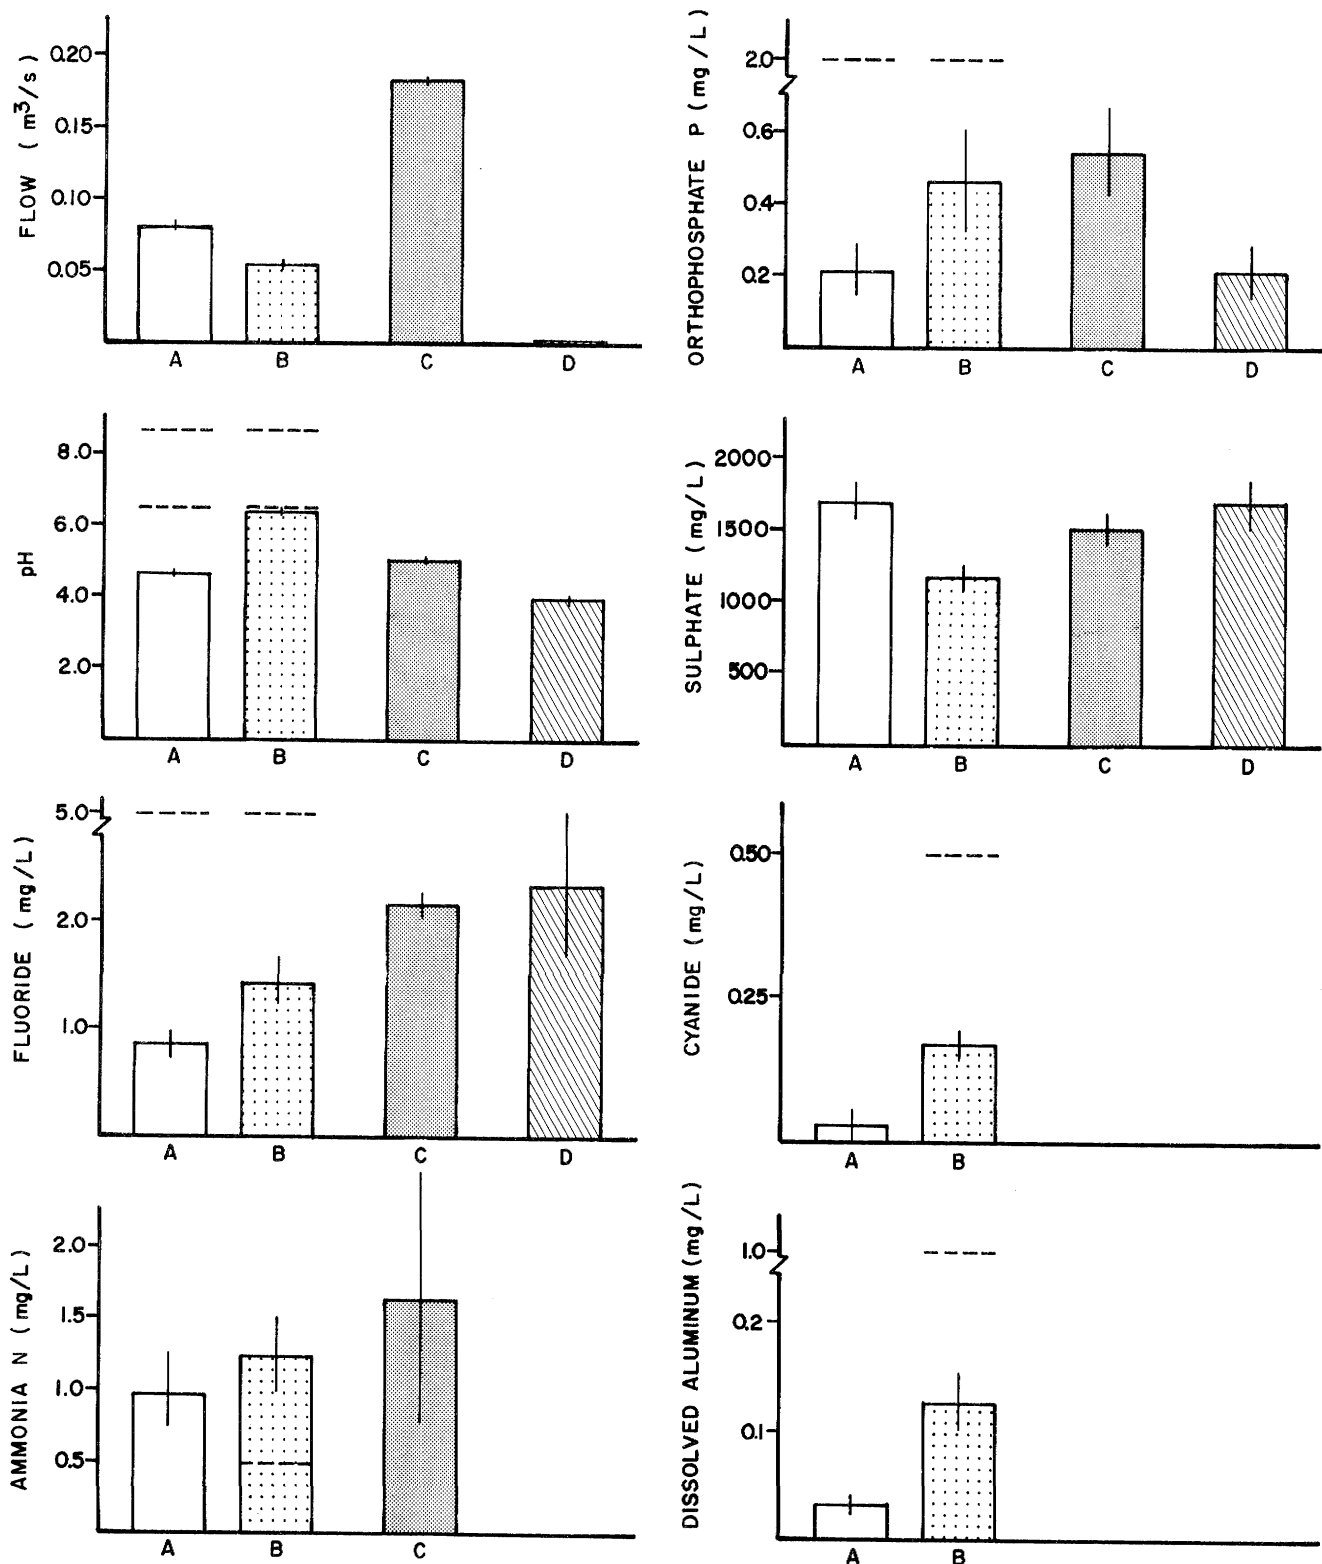 FLOW ( m³/s )
0.20
0.15
0.10
0.05
A B C D
ORTHOPHOSPHATE P ( mg / L )
2.0
0.6
0.4
0.2
A B C D
pH
8.0
6.0
4.0
2.0
A B C D
SULPHATE ( mg / L )
2000
1500
1000
500
A B C D
FLUORIDE ( mg/L )
5.0
2.0
1.0
A B C D
CYANIDE ( mg/L )
0.50
0.25
A B
AMMONIA N ( mg/L )
2.0
1.5
1.0
0.5
A B C
DISSOLVED ALUMINUM ( mg/L )
1.0
0.2
0.1
A B